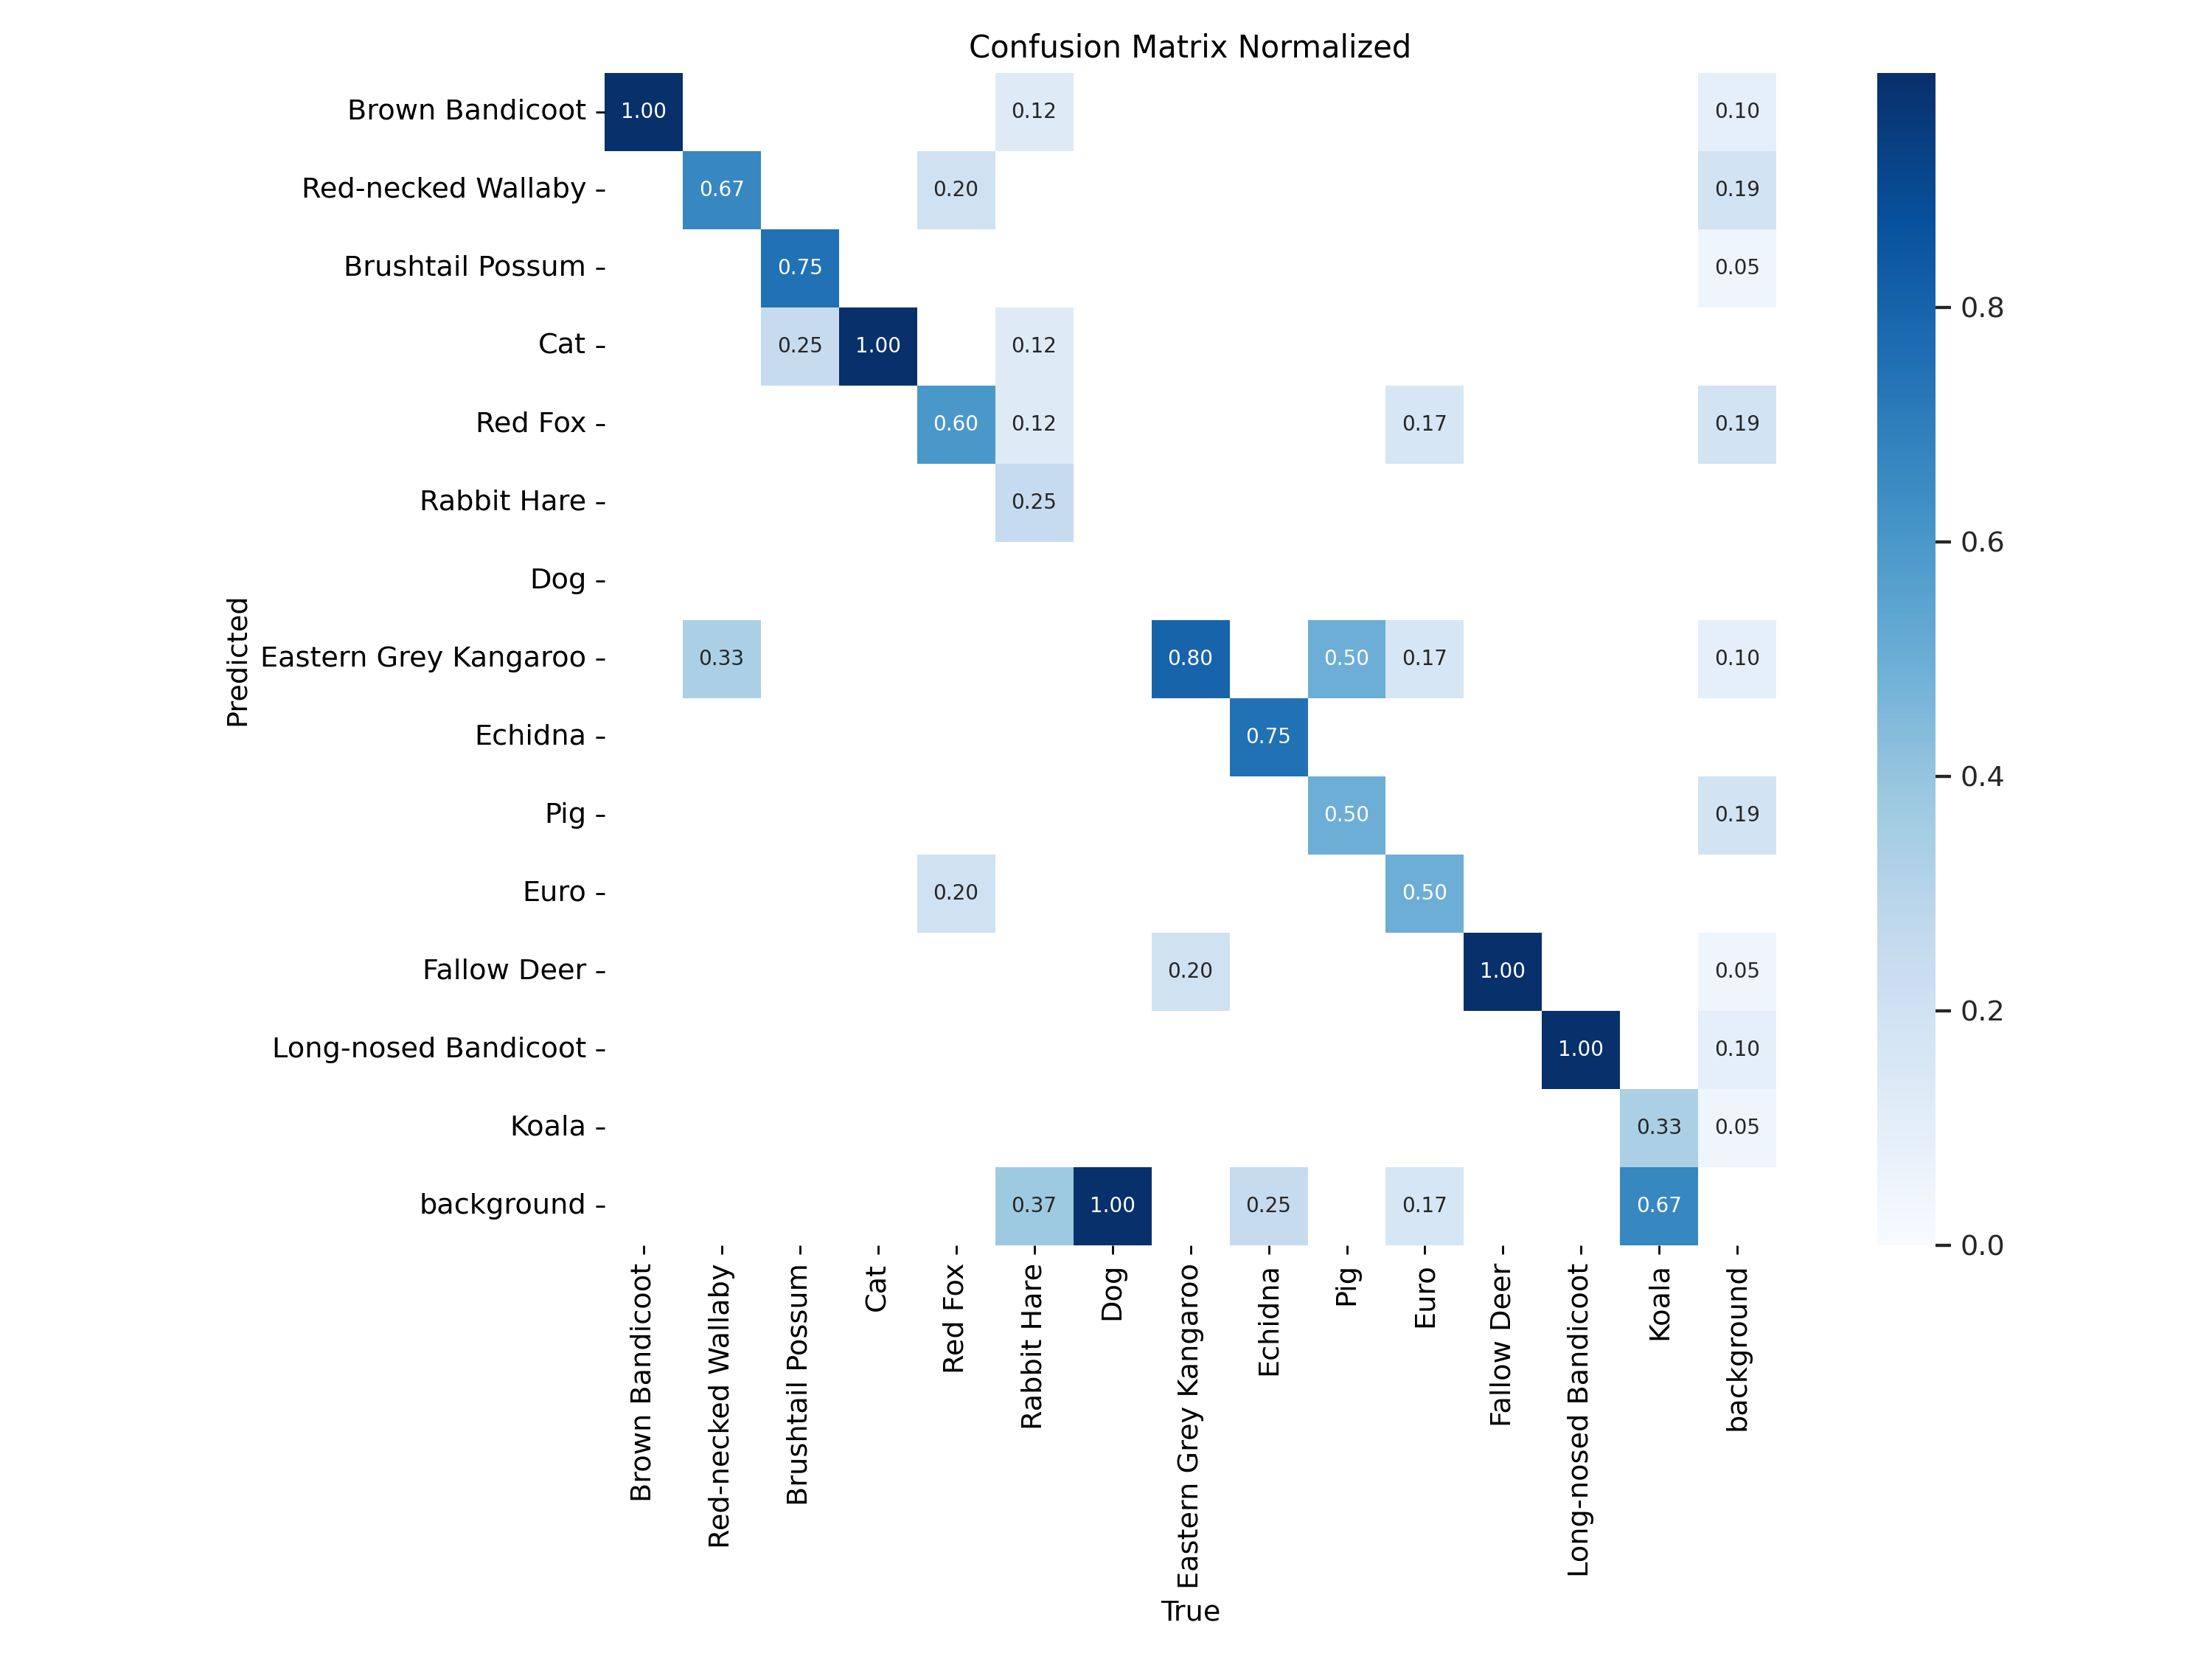 Confusion Matrix Normalized
Brown Bandicoot 1.00 0.12 0.10
Red-necked Wallaby 0.67 0.20 0.19
Brushtail Possum 0.75 0.05
Cat 0.25 1.00 0.12
Red Fox 0.60 0.12 0.17 0.19
Rabbit Hare 0.25
Dog
Eastern Grey Kangaroo 0.33 0.80 0.50 0.17 0.10
Echidna 0.75
Pig 0.50 0.19
Euro 0.20 0.50
Fallow Deer 0.20 1.00 0.05
Long-nosed Bandicoot 1.00 0.10
Koala 0.33 0.05
background 0.37 1.00 0.25 0.17 0.67
Predicted
Brown Bandicoot
Red-necked Wallaby
Brushtail Possum
Cat
Red Fox
Rabbit Hare
Dog
Eastern Grey Kangaroo
Echidna
Pig
Euro
Fallow Deer
Long-nosed Bandicoot
Koala
background
True
0.8
0.6
0.4
0.2
0.0